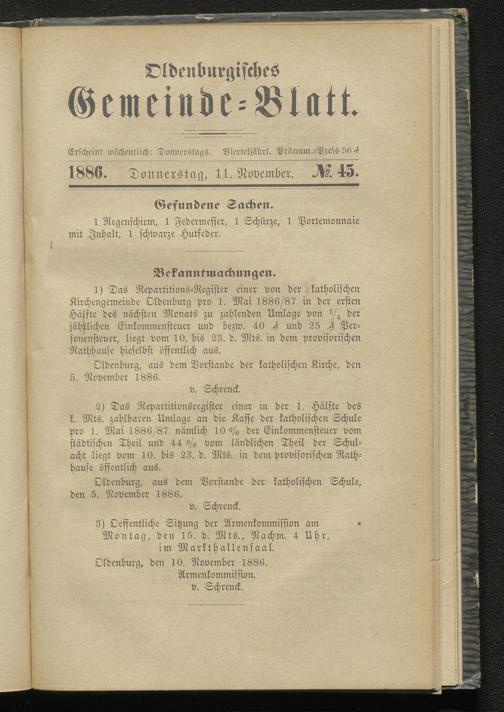 Oldenburgisches
Gemeinde=Blatt.
Erscheint wöchentlich: Donnerstags. Vierteljährl. Pränum.=Preis 50 ₰
1886. Donnerstag, 11. November. № 45.
Gefundene Sachen.
1 Regenschirm, 1 Federmesser, 1 Schürze, 1 Portemonnaie
mit Inhalt, 1 schwarze Hutfeder.
Bekanntmachungen.
1) Das Repartitions=Register einer von der katholischen
Kirchengemeinde Oldenburg pro 1. Mai 1886/87 in der ersten
Hälfte des nächsten Monats zu zahlenden Umlage von 1/4 der
jährlichen Einkommensteuer und bezw. 40 ₰ und 25 ₰ Per=
sonensteuer, liegt vom 10. bis 23. d. Mts. in dem provisorischen
Rathhause hieselbst öffentlich aus.
Oldenburg, aus dem Vorstande der katholischen Kirche, den
5. November 1886.
v. Schrenck.
2) Das Repartitionsregister einer in der 1. Hälfte des
k. Mts. zahlbaren Umlage an die Kasse der katholischen Schule
pro 1. Mai 1886/87 nämlich 10 % der Einkommensteuer vom
städtischen Theil und 44 % vom ländlichen Theil der Schul=
acht liegt vom 10. bis 23. d. Mts. in dem provisorischen Rath=
hause öffentlich aus.
Oldenburg, aus dem Vorstande der katholischen Schule,
den 5. November 1886.
v. Schrenck.
3) Oeffentliche Sitzung der Armenkommission am
Montag, den 15. d. Mts., Nachm. 4 Uhr,
im Markthallensaal.
Oldenburg, den 10. November 1886.
Armenkommission.
v. Schrenck.